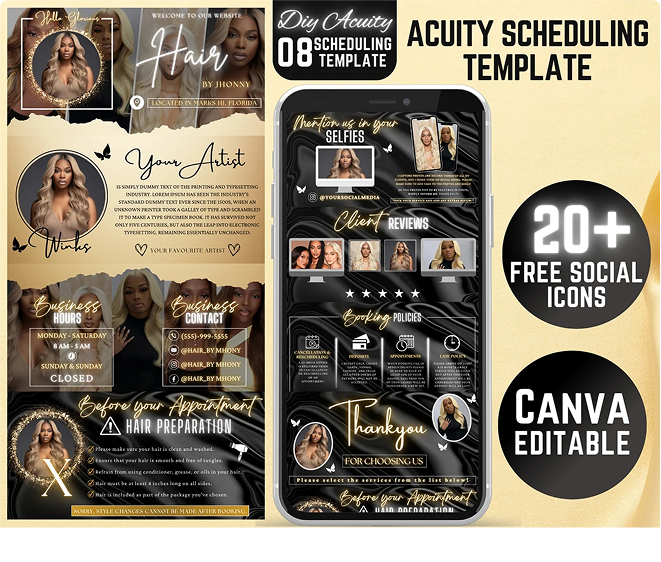 Hello Glorious
WELCOME TO OUR WEBSITE
Hair
BY JHONNY
LOCATED IN MARKS HJ, FLORIDA
Your Artist
IS SIMPLY DUMMY TEXT OF THE PRINTING AND TYPESETTING
INDUSTRY. LOREM IPSUM HAS BEEN THE INDUSTRY'S
STANDARD DUMMY TEXT EVER SINCE THE 1500S, WHEN AN
UNKNOWN PRINTER TOOK A GALLEY OF TYPE AND SCRAMBLED
IT TO MAKE A TYPE SPECIMEN BOOK. IT HAS SURVIVED NOT
ONLY FIVE CENTURIES, BUT ALSO THE LEAP INTO ELECTRONIC
TYPESETTING, REMAINING ESSENTIALLY UNCHANGED.
Winks
YOUR FAVOURITE ARTIST
Business
HOURS
MONDAY - SATURDAY
8 AM - 5 AM
SUNDAY & SUNDAY
CLOSED
Business
CONTACT
(555)-999-5555
@HAIR_BY MHONY
@HAIR_BY MHONY
@HAIR_BY MHONY
Before your Appointment
HAIR PREPARATION
X
Please make sure your hair is clean and washed.
Ensure that your hair is smooth and free of tangles.
Refrain from using conditioner, grease, or oils in your hair.
Hair must be at least 4 inches long on all sides.
Hair is included as part of the package you've chosen.
SORRY, STYLE CHANGES CANNOT BE MADE AFTER BOOKING.
Diy Acuity
08 SCHEDULING
TEMPLATE
ACUITY SCHEDULING
TEMPLATE
Mention us in your
SELFIES
@YOURSOCIALMEDIA
Client REVIEWS
Booking POLICIES
CANCELLATION &
RESCHEDULING
DEPOSITS
APPOINTMENTS
LATE POLICY
Thankyou
FOR CHOOSING US
Please select the services from the list below!
Before your Appointment
HAIR PREPARATION
20+
FREE SOCIAL
ICONS
CANVA
EDITABLE